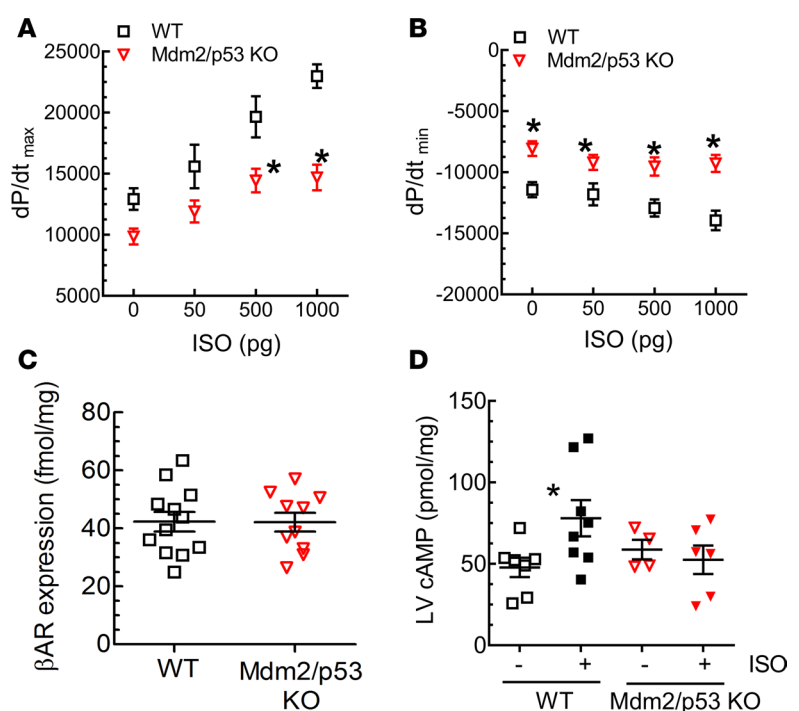 A
WT
Mdm2/p53 KO
25000
20000
15000
10000
5000
dP/dt max
* *
0 50 500 1000
ISO (pg)
B
WT
Mdm2/p53 KO
0
-5000
-10000
-15000
-20000
dP/dt min
* * * *
0 50 500 1000
ISO (pg)
C
80
60
40
20
0
βAR expression (fmol/mg)
WT
Mdm2/p53
KO
D
150
100
50
0
LV cAMP (pmol/mg)
*
- + - + ISO
WT Mdm2/p53 KO